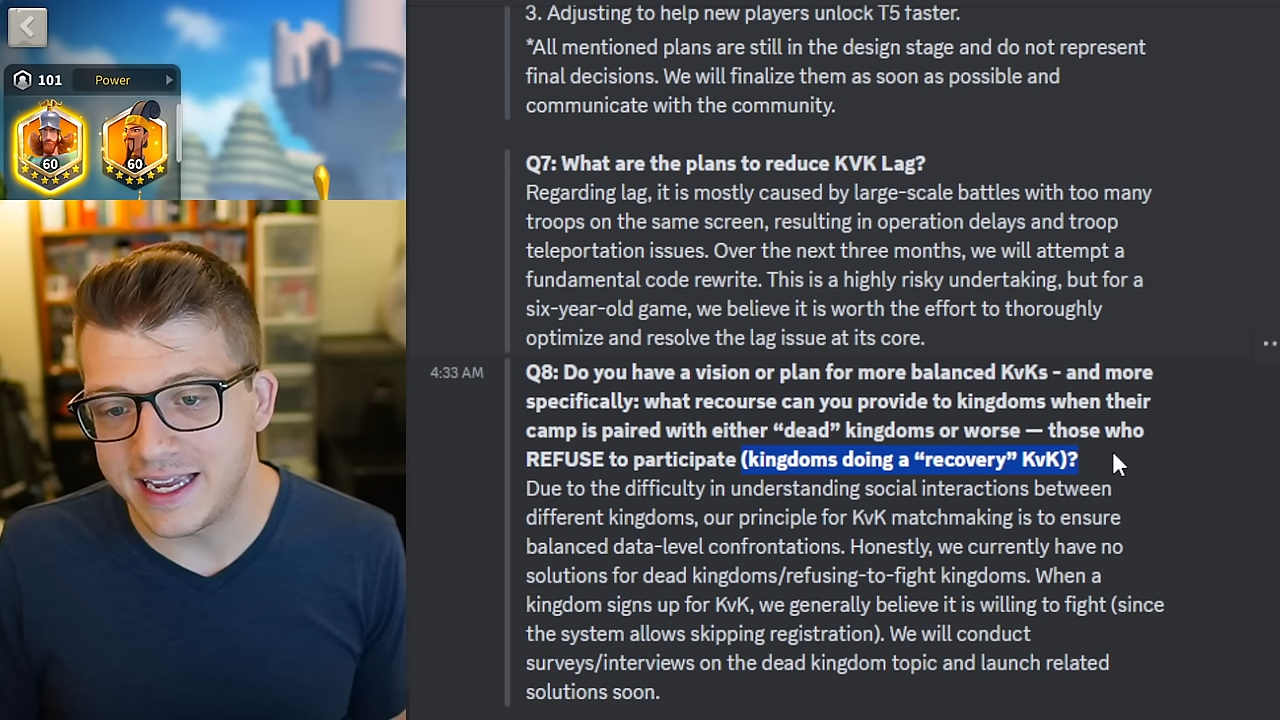 101 Power
60 60
3. Adjusting to help new players unlock T5 faster.
*All mentioned plans are still in the design stage and do not represent
final decisions. We will finalize them as soon as possible and
communicate with the community.
Q7: What are the plans to reduce KVK Lag?
Regarding lag, it is mostly caused by large-scale battles with too many
troops on the same screen, resulting in operation delays and troop
teleportation issues. Over the next three months, we will attempt a
fundamental code rewrite. This is a highly risky undertaking, but for a
six-year-old game, we believe it is worth the effort to thoroughly
optimize and resolve the lag issue at its core.
4:33 AM
Q8: Do you have a vision or plan for more balanced KvKs - and more
specifically: what recourse can you provide to kingdoms when their
camp is paired with either “dead” kingdoms or worse — those who
REFUSE to participate (kingdoms doing a “recovery” KvK)?
Due to the difficulty in understanding social interactions between
different kingdoms, our principle for KvK matchmaking is to ensure
balanced data-level confrontations. Honestly, we currently have no
solutions for dead kingdoms/refusing-to-fight kingdoms. When a
kingdom signs up for KvK, we generally believe it is willing to fight (since
the system allows skipping registration). We will conduct
surveys/interviews on the dead kingdom topic and launch related
solutions soon.